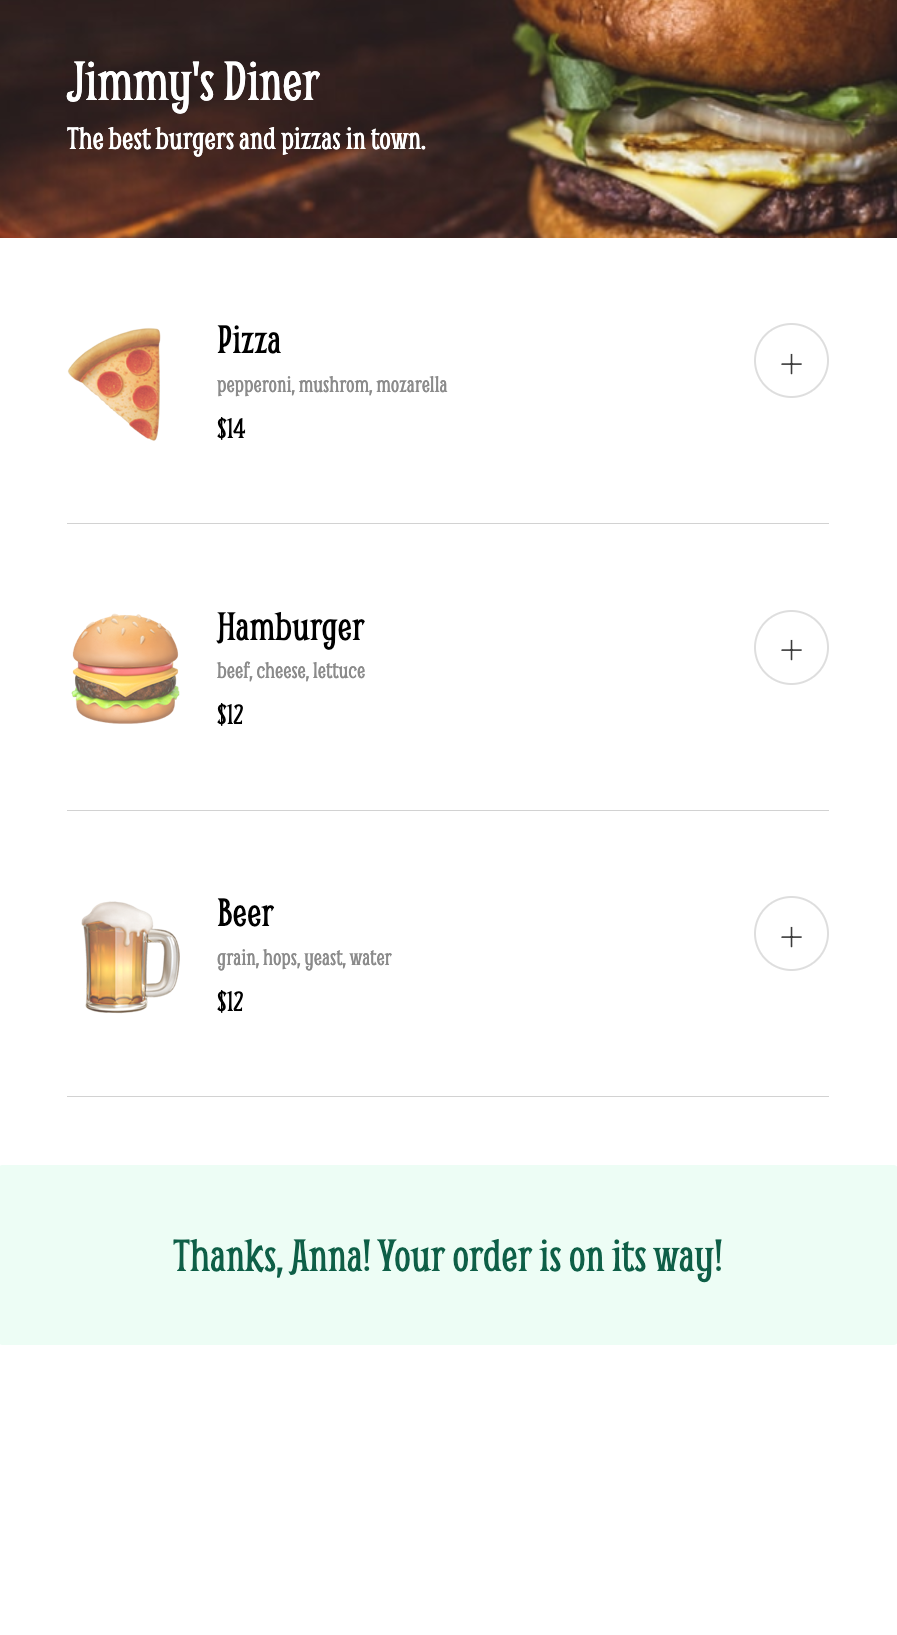 Jimmy's Diner
The best burgers and pizzas in town.
Pizza
pepperoni, mushrom, mozarella
$14
Hamburger
beef, cheese, lettuce
$12
Beer
grain, hops, yeast, water
$12
Thanks, Anna! Your order is on its way!